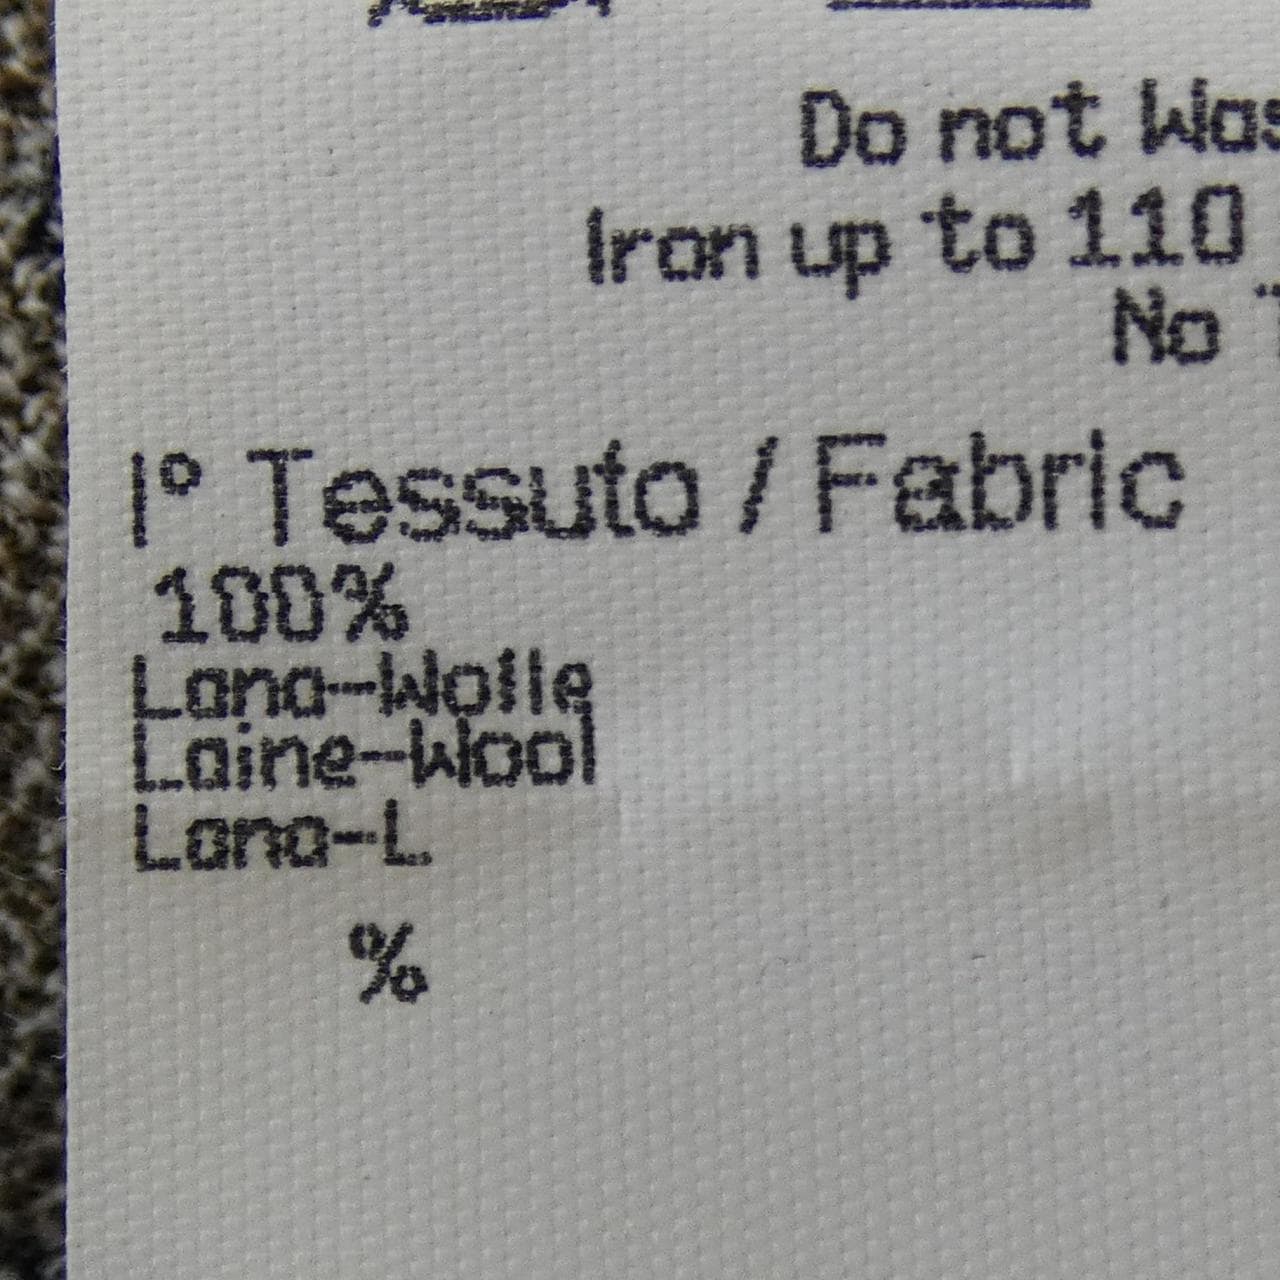 Do not Was
Iron up to 110
No T
I° Tessuto / Fabric
100%
Lana-Wolle
Laine-Wool
Lana-L.
%